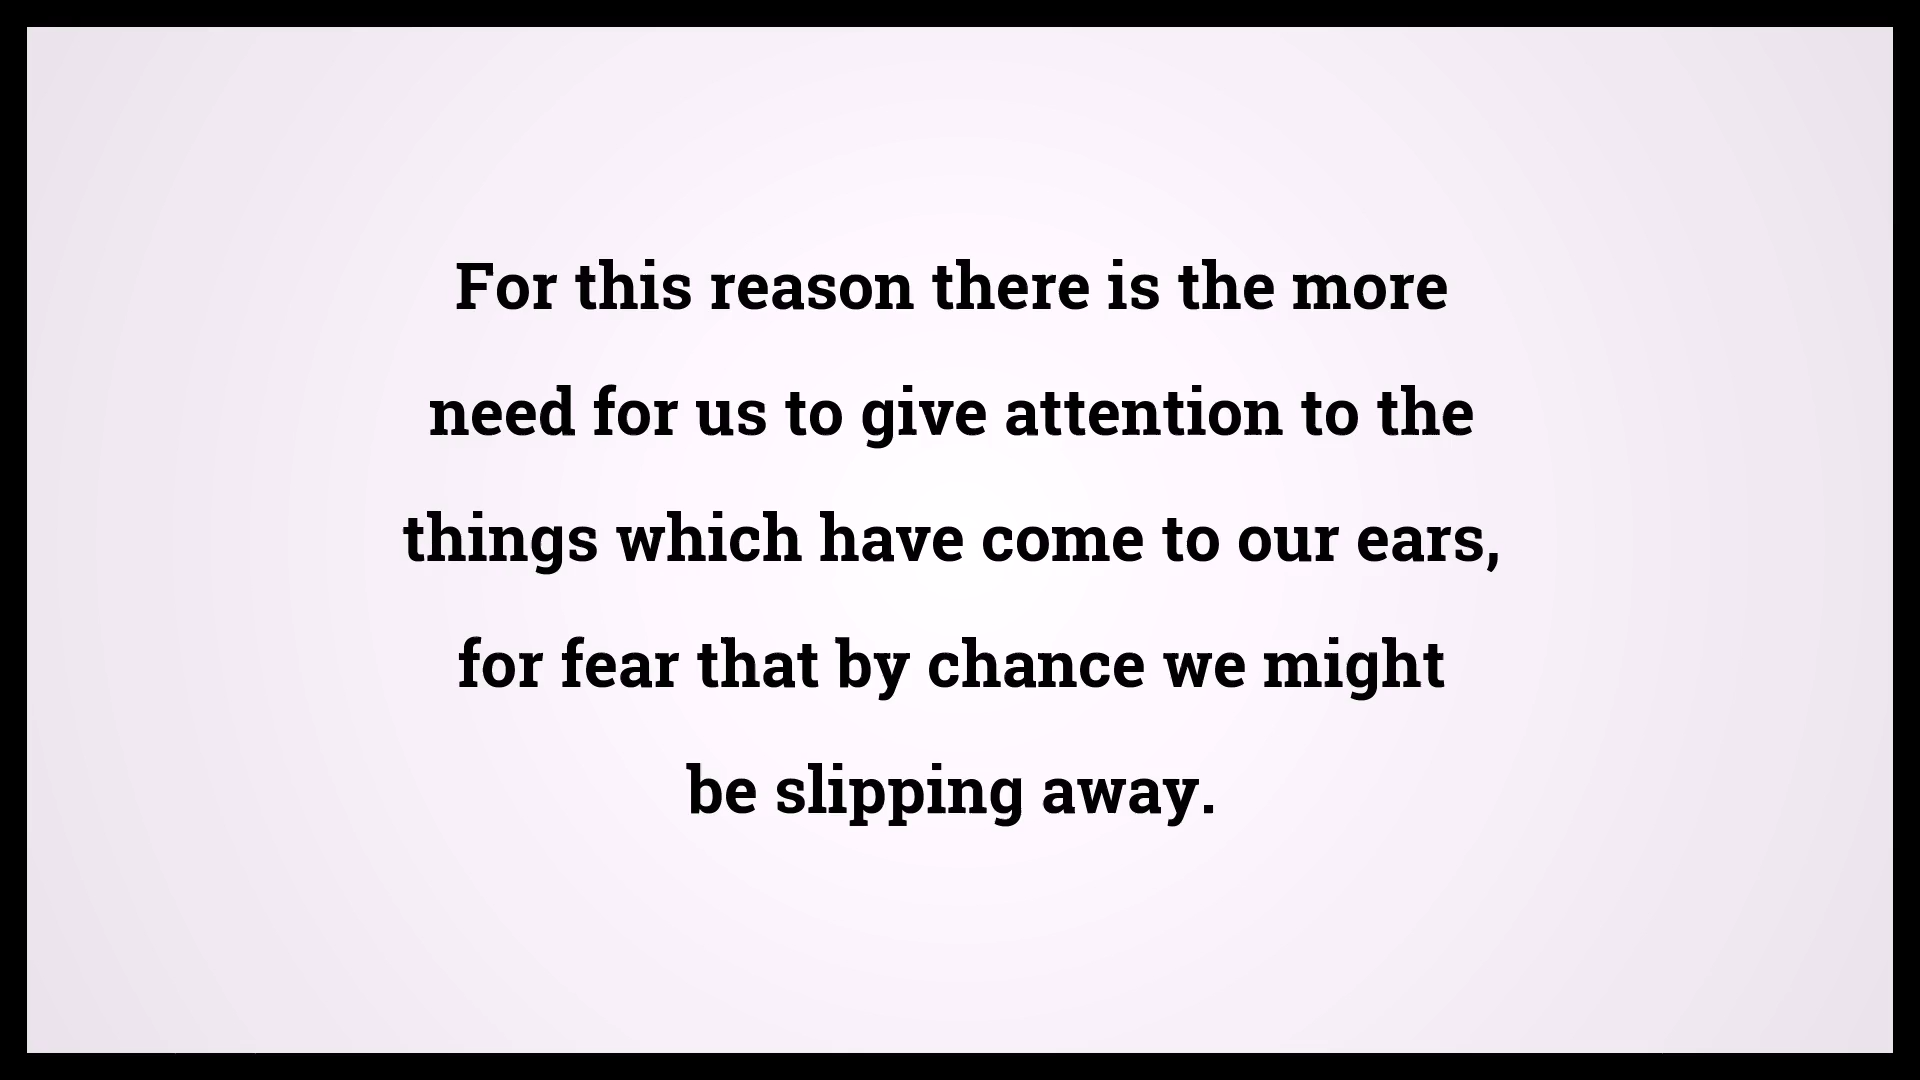 For this reason there is the more
need for us to give attention to the
things which have come to our ears,
for fear that by chance we might
be slipping away.